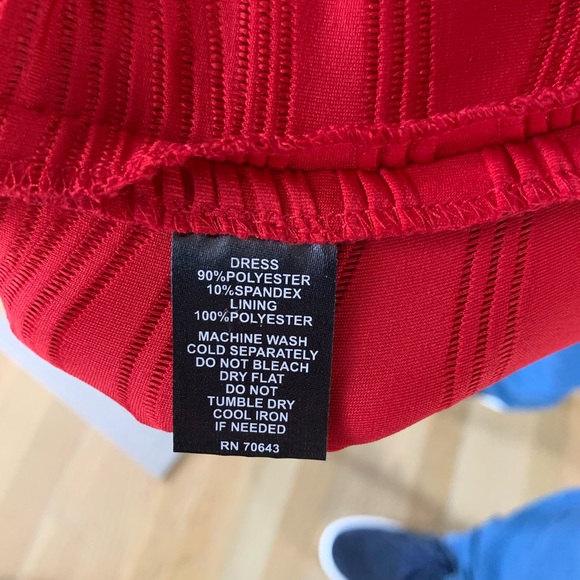 DRESS
90%POLYESTER
10%SPANDEX
LINING
100%POLYESTER
MACHINE WASH
COLD SEPARATELY
DO NOT BLEACH
DRY FLAT
DO NOT
TUMBLE DRY
COOL IRON
IF NEEDED
RN 70643